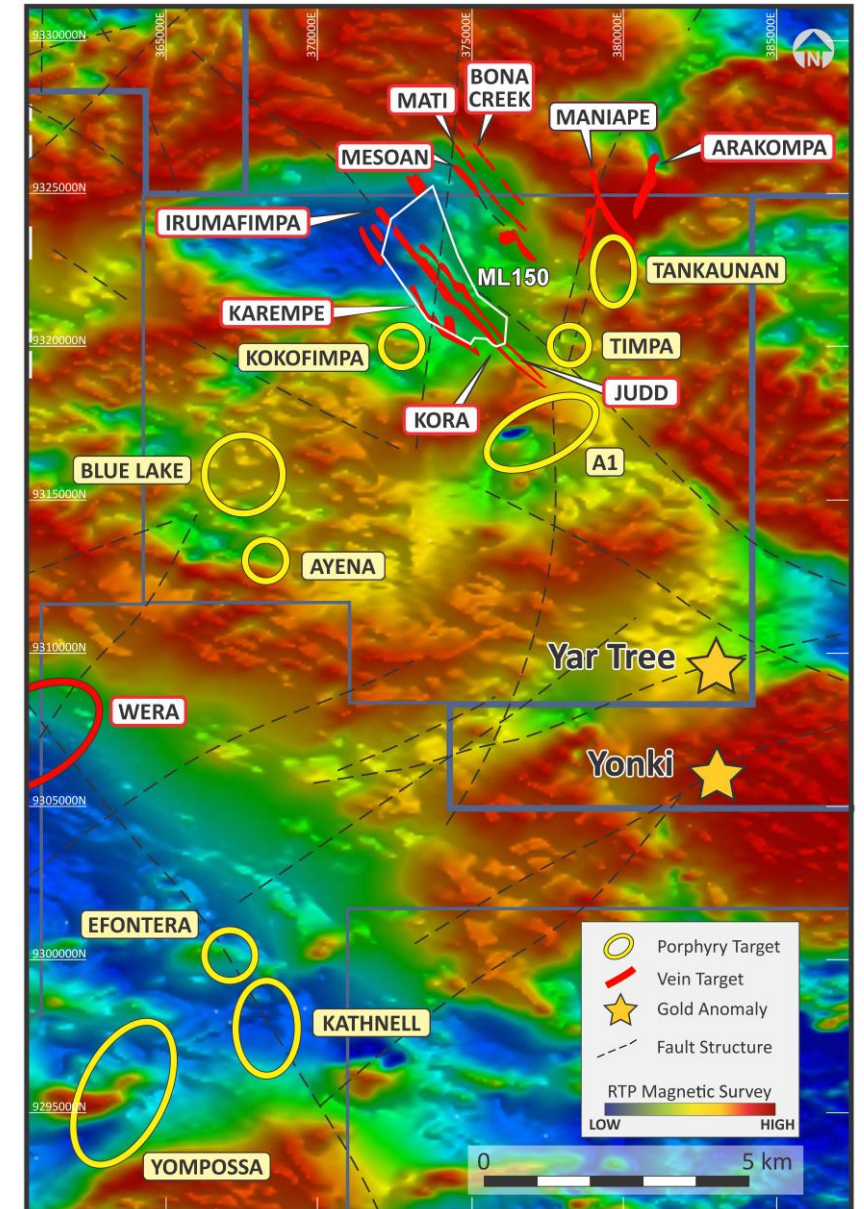 365000E
370000E
375000E
380000E
385000E
9330000N
N
BONA
CREEK
MATI
MANIAPE
MESOAN
ARAKOMPA
9325000N
IRUMAFIMPA
ML150
TANKAUNAN
KAREMPE
9320000N
KOKOFIMPA
TIMPA
JUDD
KORA
A1
BLUE LAKE
9315000N
AYENA
9310000N
Yar Tree
WERA
Yonki
9305000N
EFONTERA
9300000N
KATHNELL
9295000N
YOMPOSSA
Porphyry Target
Vein Target
Gold Anomaly
Fault Structure
RTP Magnetic Survey
LOW
HIGH
0
5 km